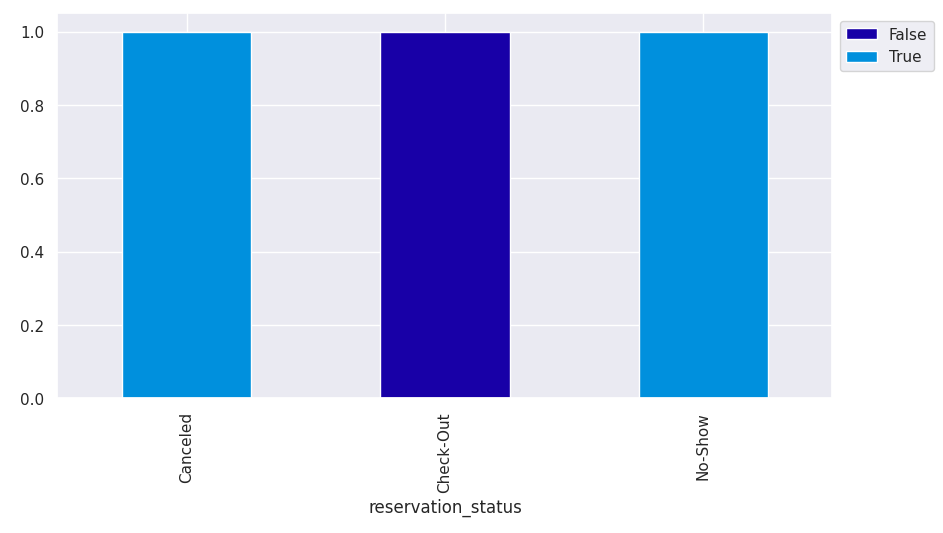 1.0
0.8
0.6
0.4
0.2
0.0
Canceled
Check-Out
No-Show
reservation_status
False
True